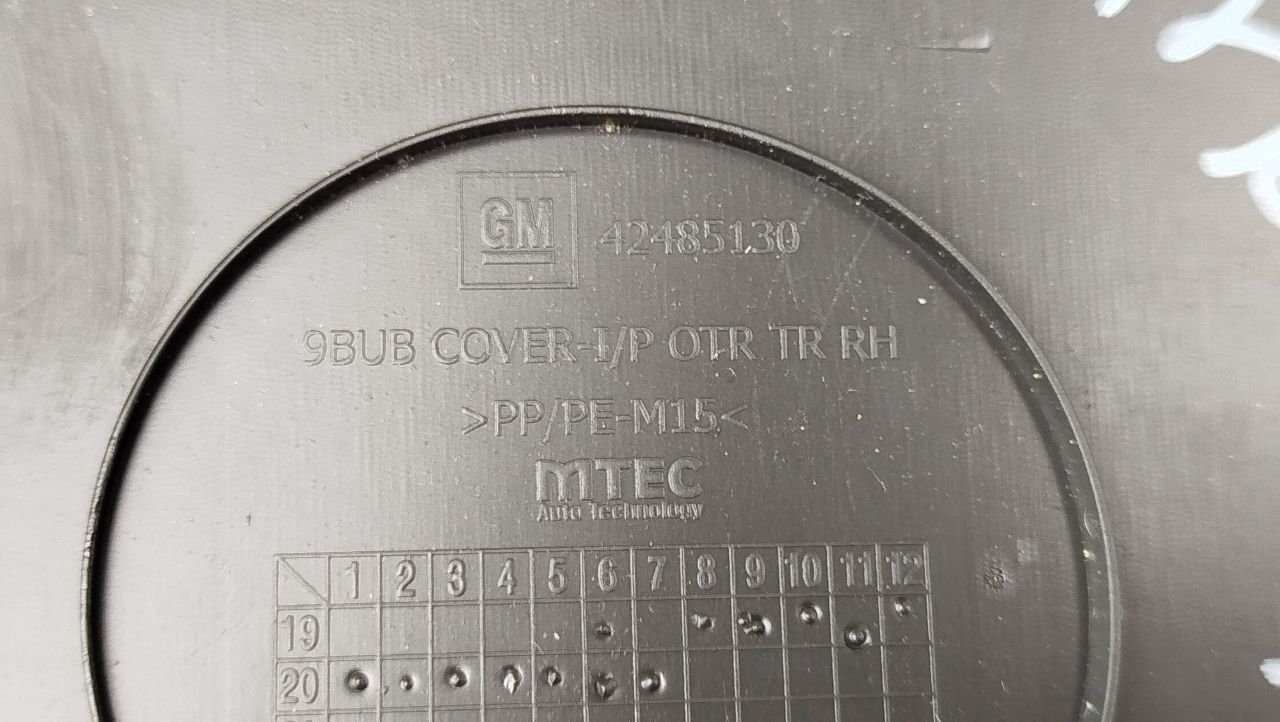 GM 42485130
9BUB COVER-I/P OTR TR RH
>PP/PE-M15<
MTEC
Auto Technology
1 2 3 4 5 6 7 8 9 10 11 12
19
20